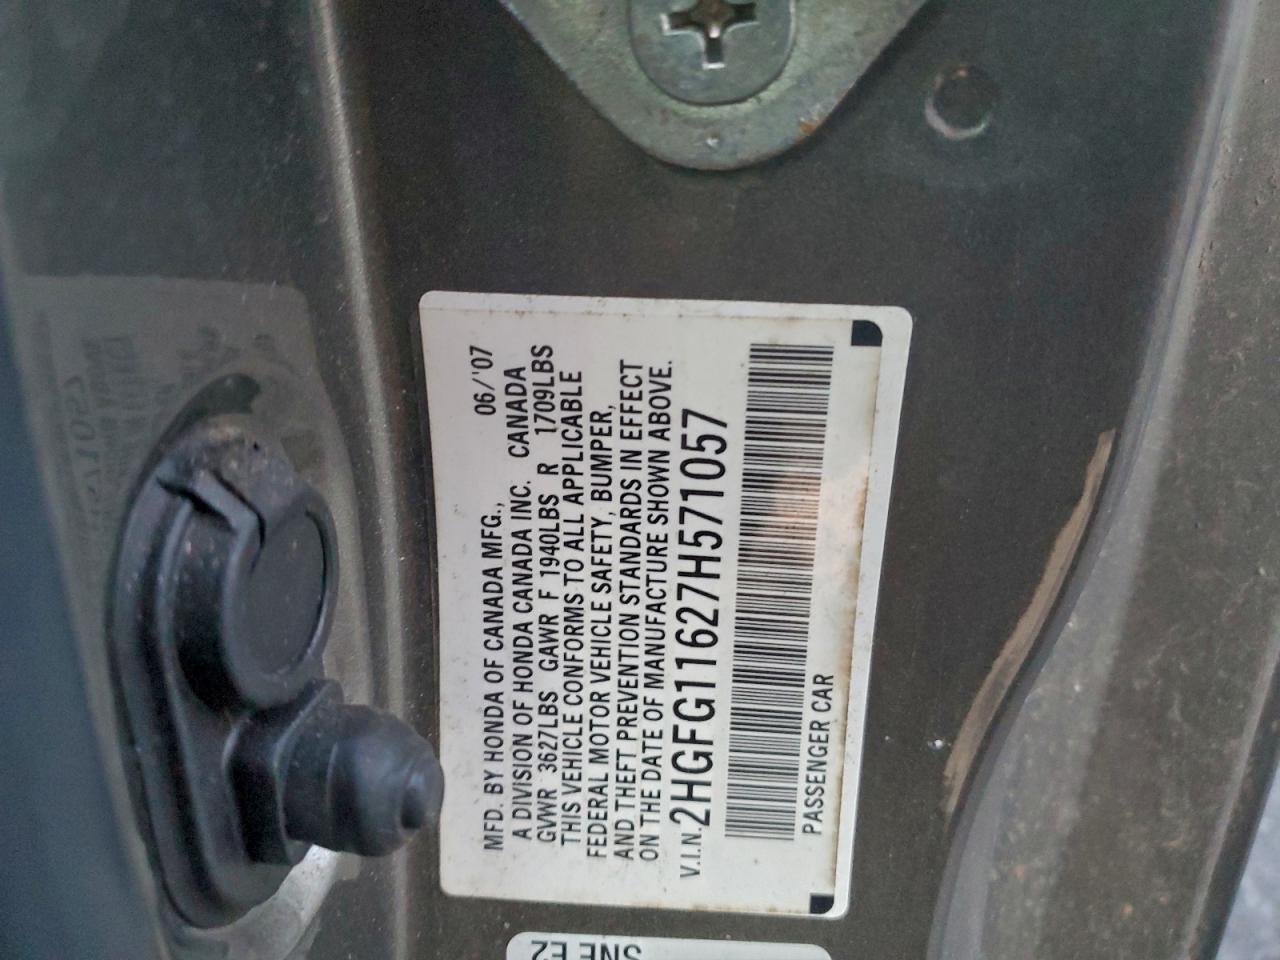 MFD. BY HONDA OF CANADA MFG., 06/'07
A DIVISION OF HONDA CANADA INC. CANADA
GVWR 3627LBS GAWR F 1940LBS R 1709LBS
THIS VEHICLE CONFORMS TO ALL APPLICABLE
FEDERAL MOTOR VEHICLE SAFETY, BUMPER,
AND THEFT PREVENTION STANDARDS IN EFFECT
ON THE DATE OF MANUFACTURE SHOWN ABOVE.
V.I.N. 2HGFG11627H571057
PASSENGER CAR